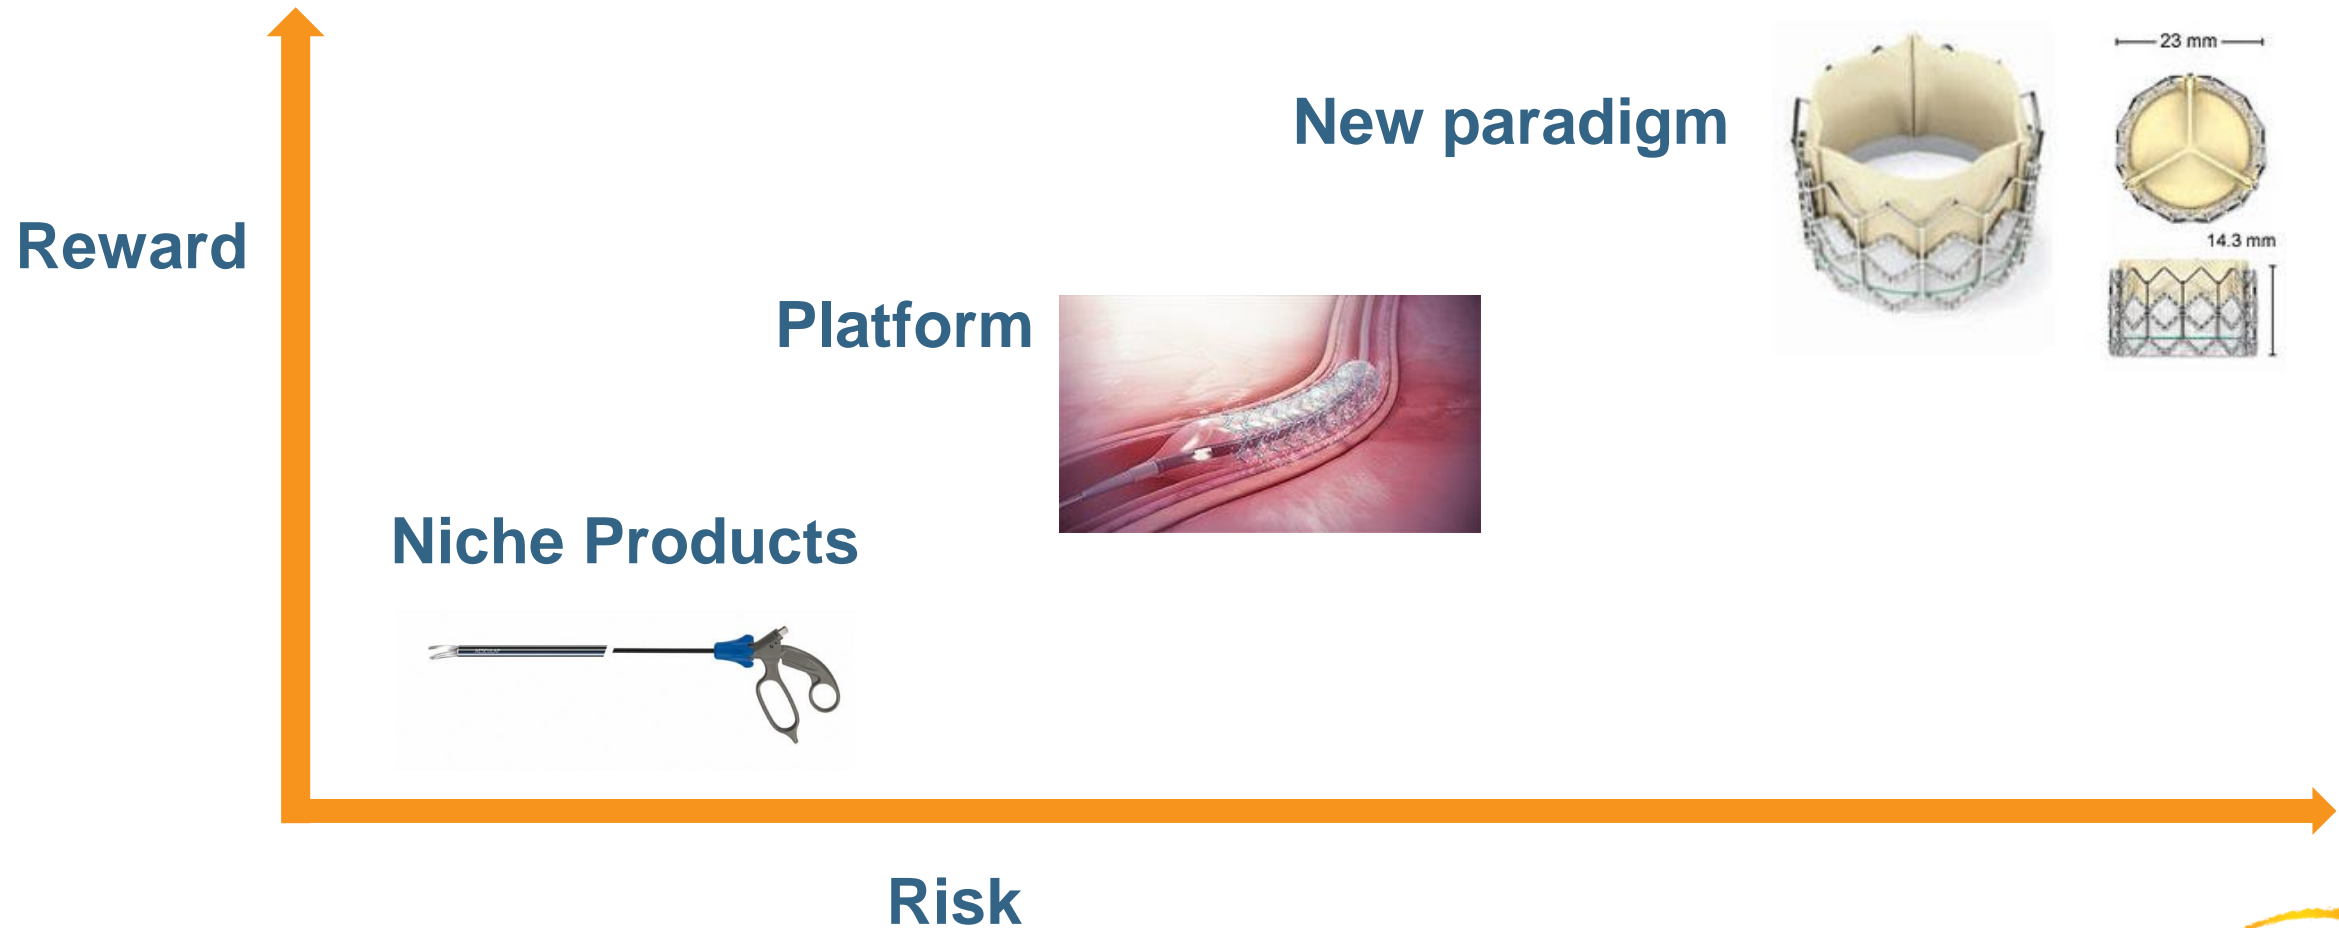 23 mm
New paradigm
14.3 mm
Reward
Platform
Niche Products
Risk